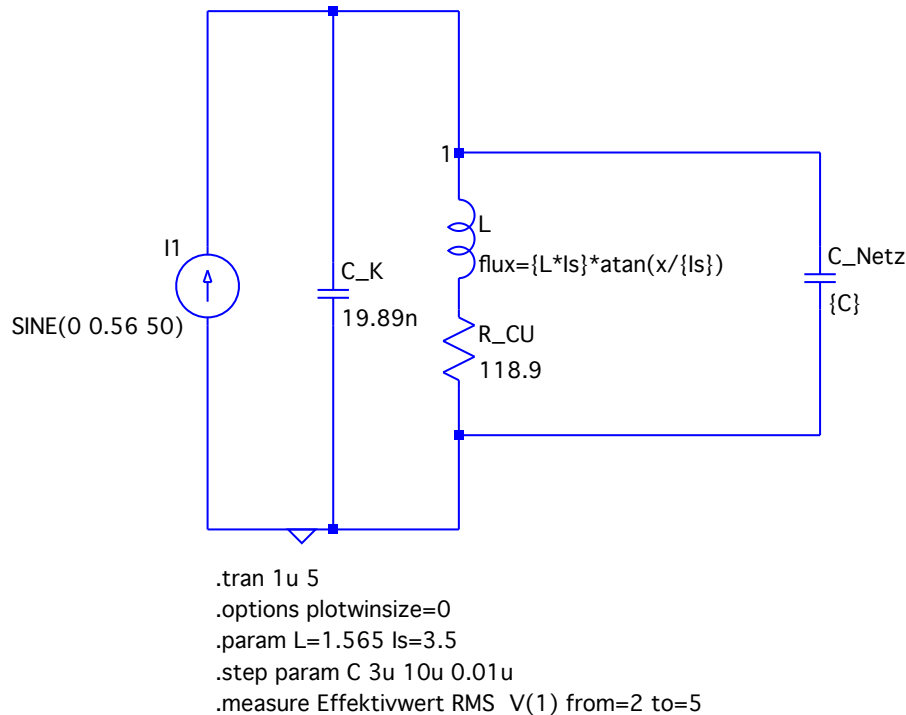 1
L
flux={L*Is}*atan(x/{Is})
I1
C_K
C_Netz
19.89n
{C}
SINE(0 0.56 50)
R_CU
118.9
.tran 1u 5
.options plotwinsize=0
.param L=1.565 Is=3.5
.step param C 3u 10u 0.01u
.measure Effektivwert RMS  V(1) from=2 to=5